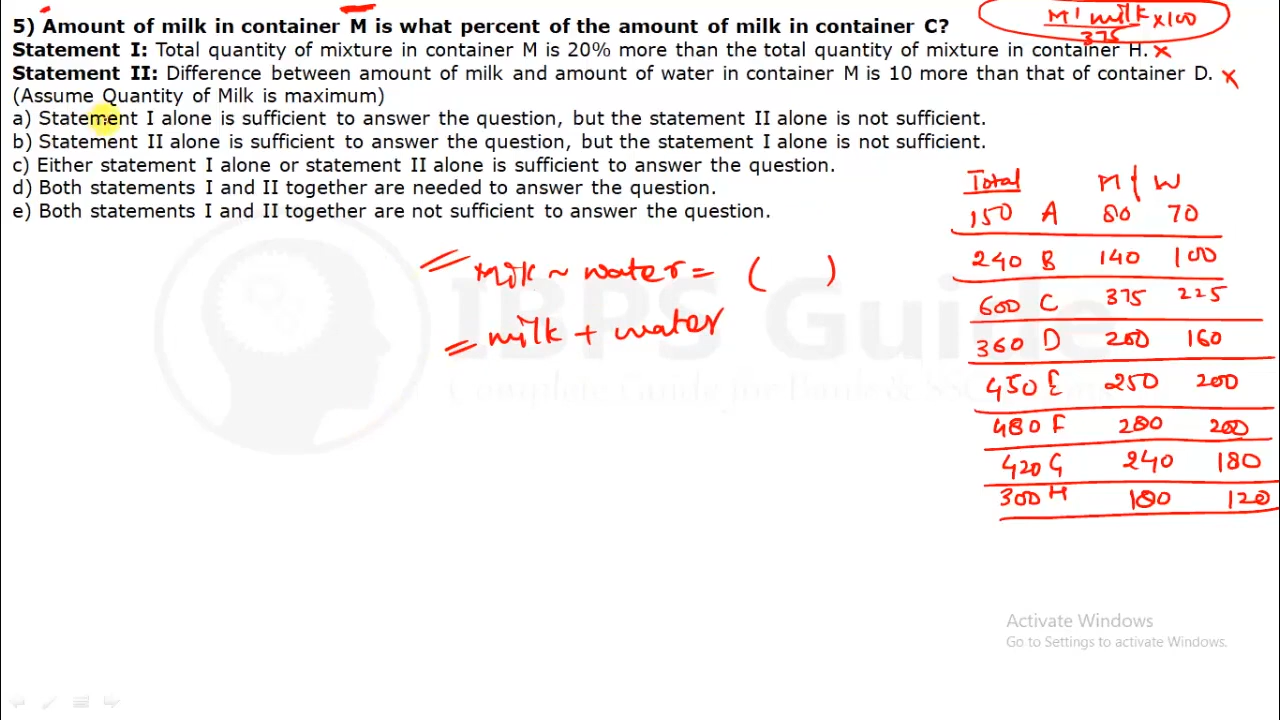 5) Amount of milk in container M is what percent of the amount of milk in container C?
M' milk x100
375
Statement I: Total quantity of mixture in container M is 20% more than the total quantity of mixture in container H. x
Statement II: Difference between amount of milk and amount of water in container M is 10 more than that of container D. x
(Assume Quantity of Milk is maximum)
a) Statement I alone is sufficient to answer the question, but the statement II alone is not sufficient.
b) Statement II alone is sufficient to answer the question, but the statement I alone is not sufficient.
c) Either statement I alone or statement II alone is sufficient to answer the question.
d) Both statements I and II together are needed to answer the question.
e) Both statements I and II together are not sufficient to answer the question.
Total M W
150 A 80 70
240 B 140 100
600 C 375 225
360 D 200 160
450 E 250 200
480 F 280 200
420 G 240 180
300 H 180 120
= Milk ~ water = ( )
= milk + water
IBPS Guide
Complete Guide for Bank & SSC
Activate Windows
Go to Settings to activate Windows.